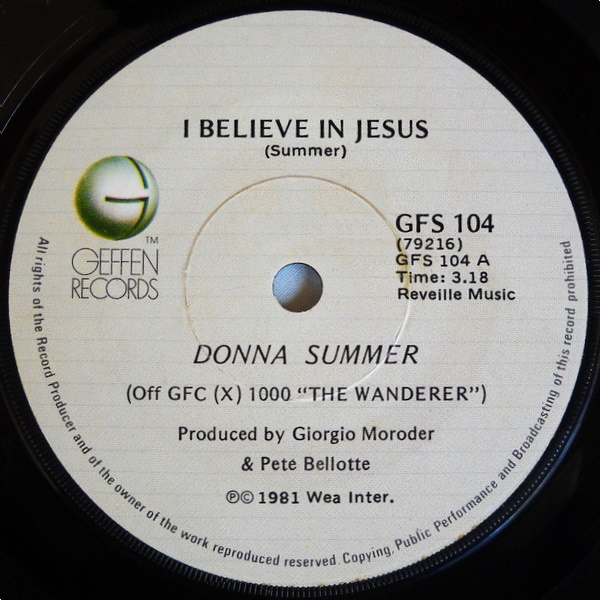 I BELIEVE IN JESUS
(Summer)
G
TM
GEFFEN
RECORDS
GFS 104
(79216)
GFS 104 A
Time: 3.18
Reveille Music
DONNA SUMMER
(Off GFC (X) 1000 “THE WANDERER”)
Produced by Giorgio Moroder
& Pete Bellotte
℗© 1981 Wea Inter.
All rights of the Record Producer and of the owner of the work reproduced reserved. Copying, Public Performance and Broadcasting of this record prohibited